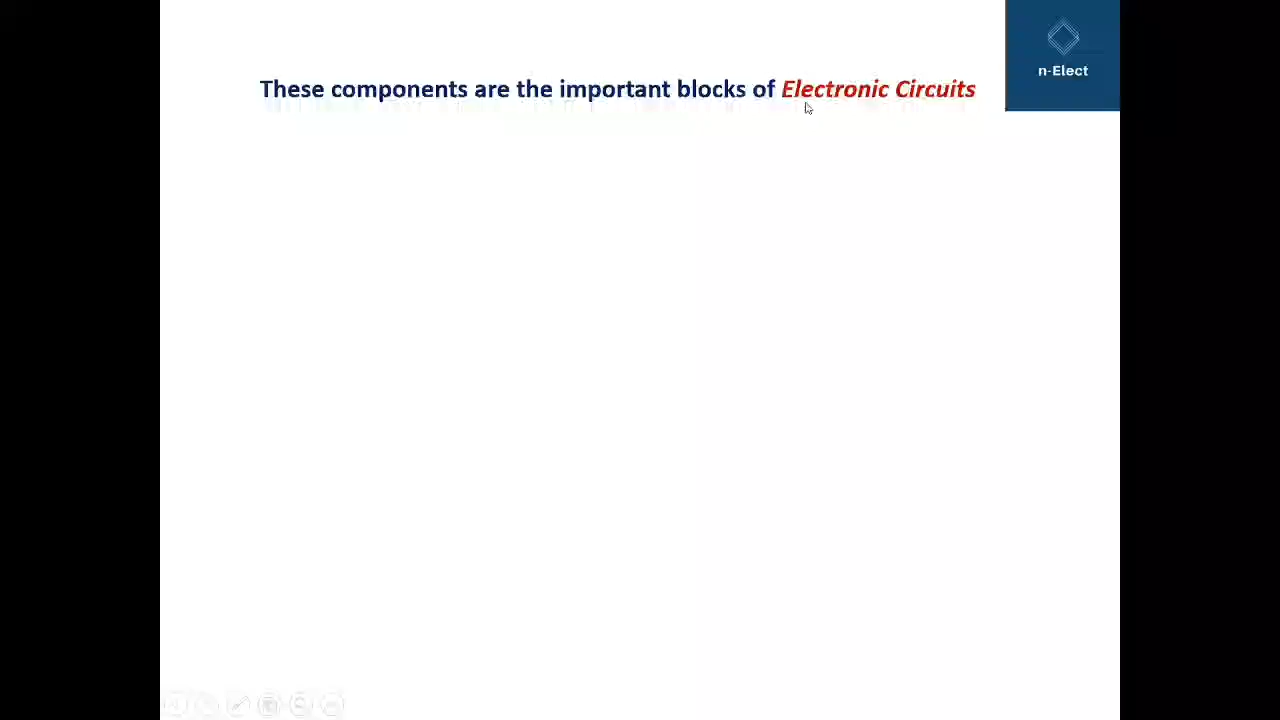 These components are the important blocks of Electronic Circuits
n-Elect